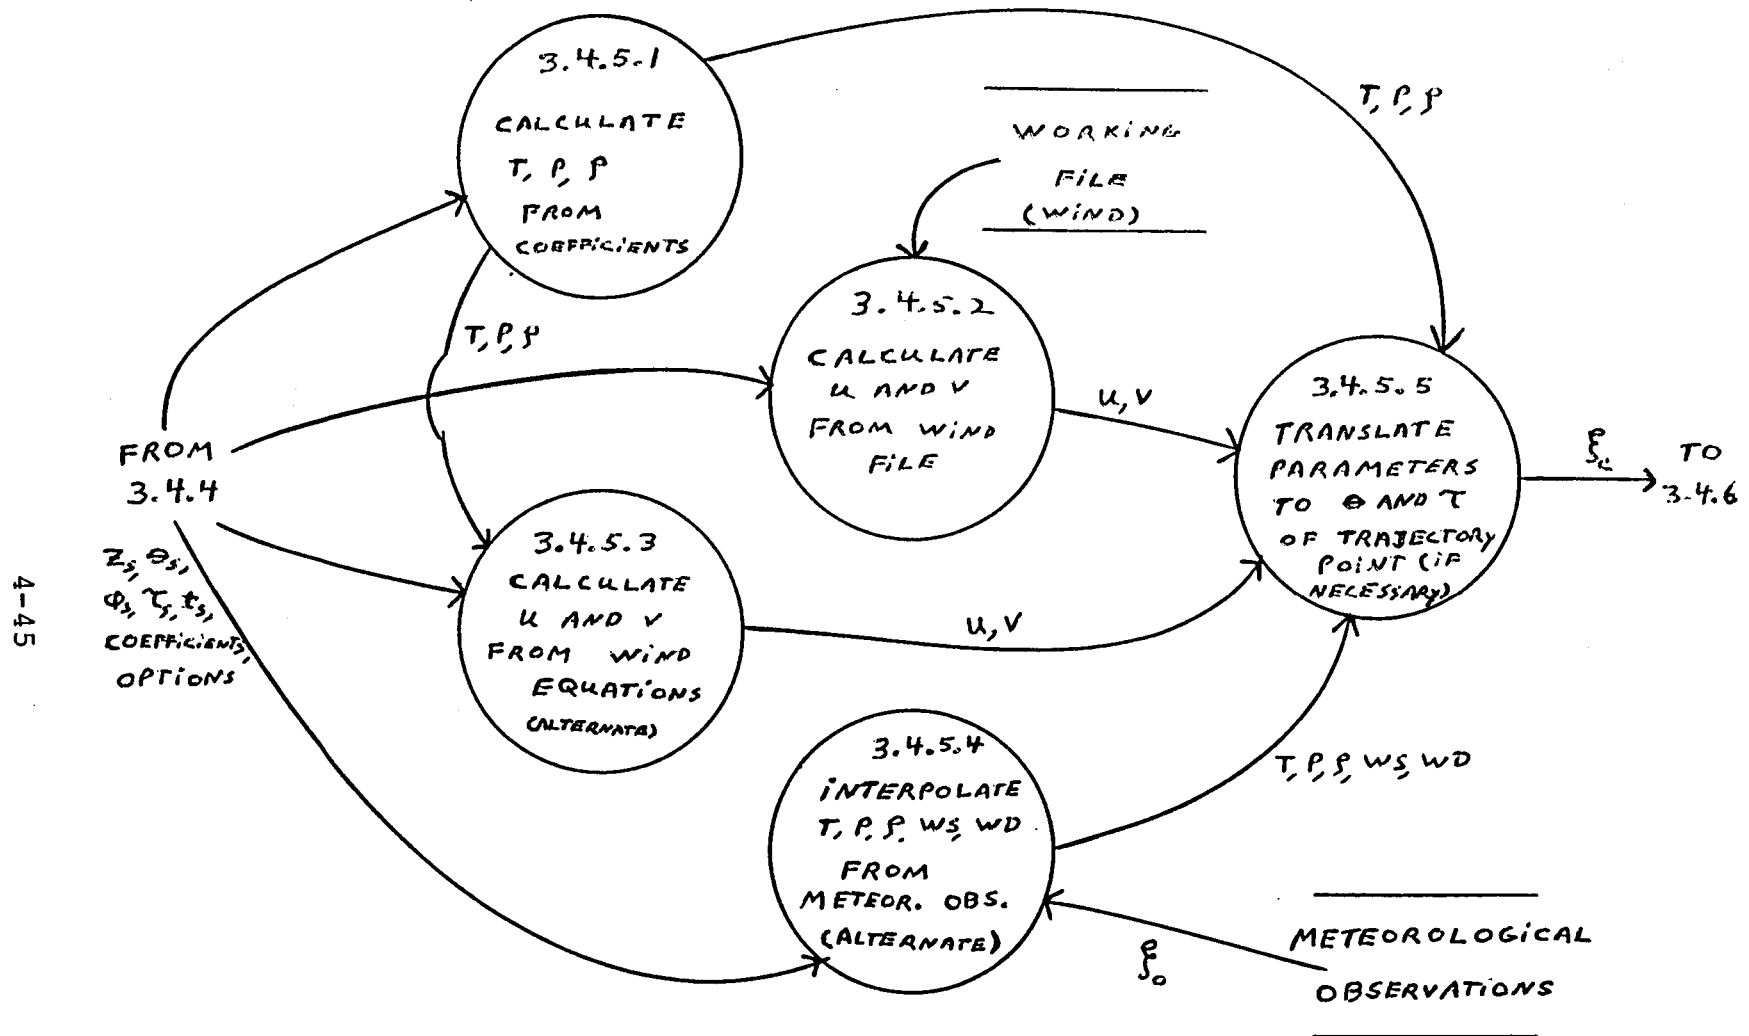 3.4.5.1
CALCULATE
T, P, ρ
FROM
COEFFICIENTS
T, P, ρ
WORKING
FILE
(WIND)
T, P, ρ
3.4.5.2
CALCULATE
u AND v
FROM WIND
FILE
u, v
3.4.5.5
TRANSLATE
PARAMETERS
TO θ AND τ
OF TRAJECTORY
POINT (IF
NECESSARY)
ξi
TO
3.4.6
FROM
3.4.4
Zs, θs,
Φs, τs, ts,
COEFFICIENTS,
OPTIONS
3.4.5.3
CALCULATE
u AND v
FROM WIND
EQUATIONS
(ALTERNATE)
u, v
3.4.5.4
INTERPOLATE
T, P, ρ, WS, WD
FROM
METEOR. OBS.
(ALTERNATE)
T, P, ρ, WS, WD
ξo
METEOROLOGICAL
OBSERVATIONS
4-45